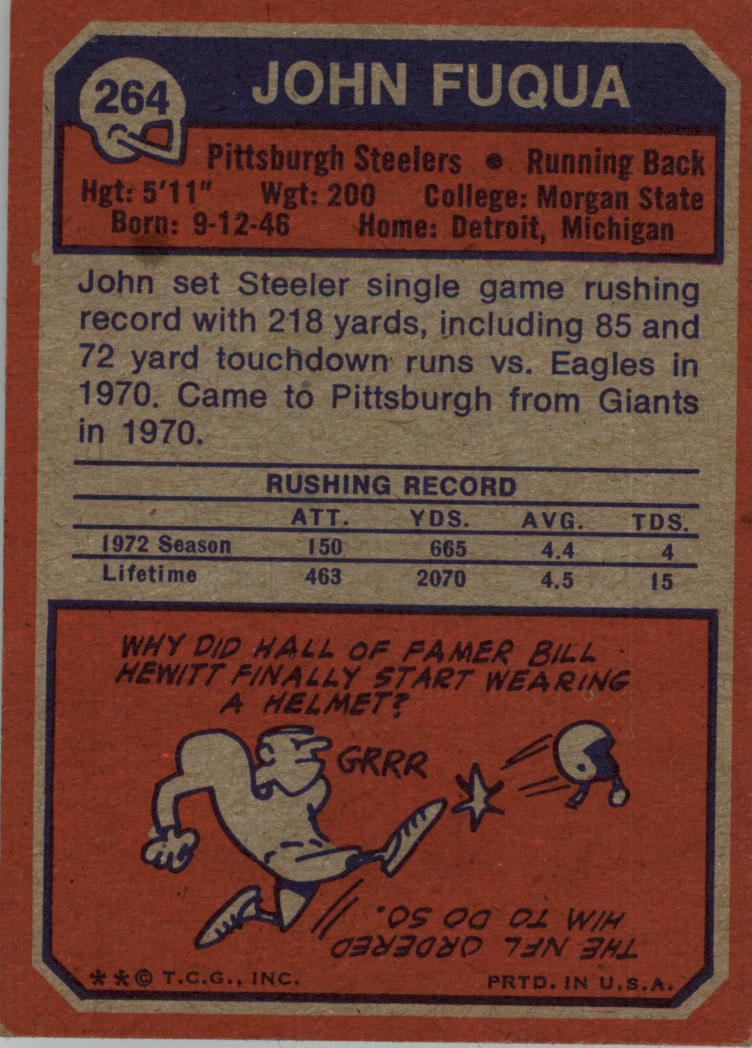 264
JOHN FUQUA
Pittsburgh Steelers • Running Back
Hgt: 5'11" Wgt: 200 College: Morgan State
Born: 9-12-46 Home: Detroit, Michigan
John set Steeler single game rushing
record with 218 yards, including 85 and
72 yard touchdown runs vs. Eagles in
1970. Came to Pittsburgh from Giants
in 1970.
RUSHING RECORD
ATT. YDS. AVG. TDS.
1972 Season 150 665 4.4 4
Lifetime 463 2070 4.5 15
WHY DID HALL OF FAMER BILL
HEWITT FINALLY START WEARING
A HELMET?
GRRR
THE NFL ORDERED
HIM TO DO SO.
**© T.C.G., INC. PRTD. IN U.S.A.